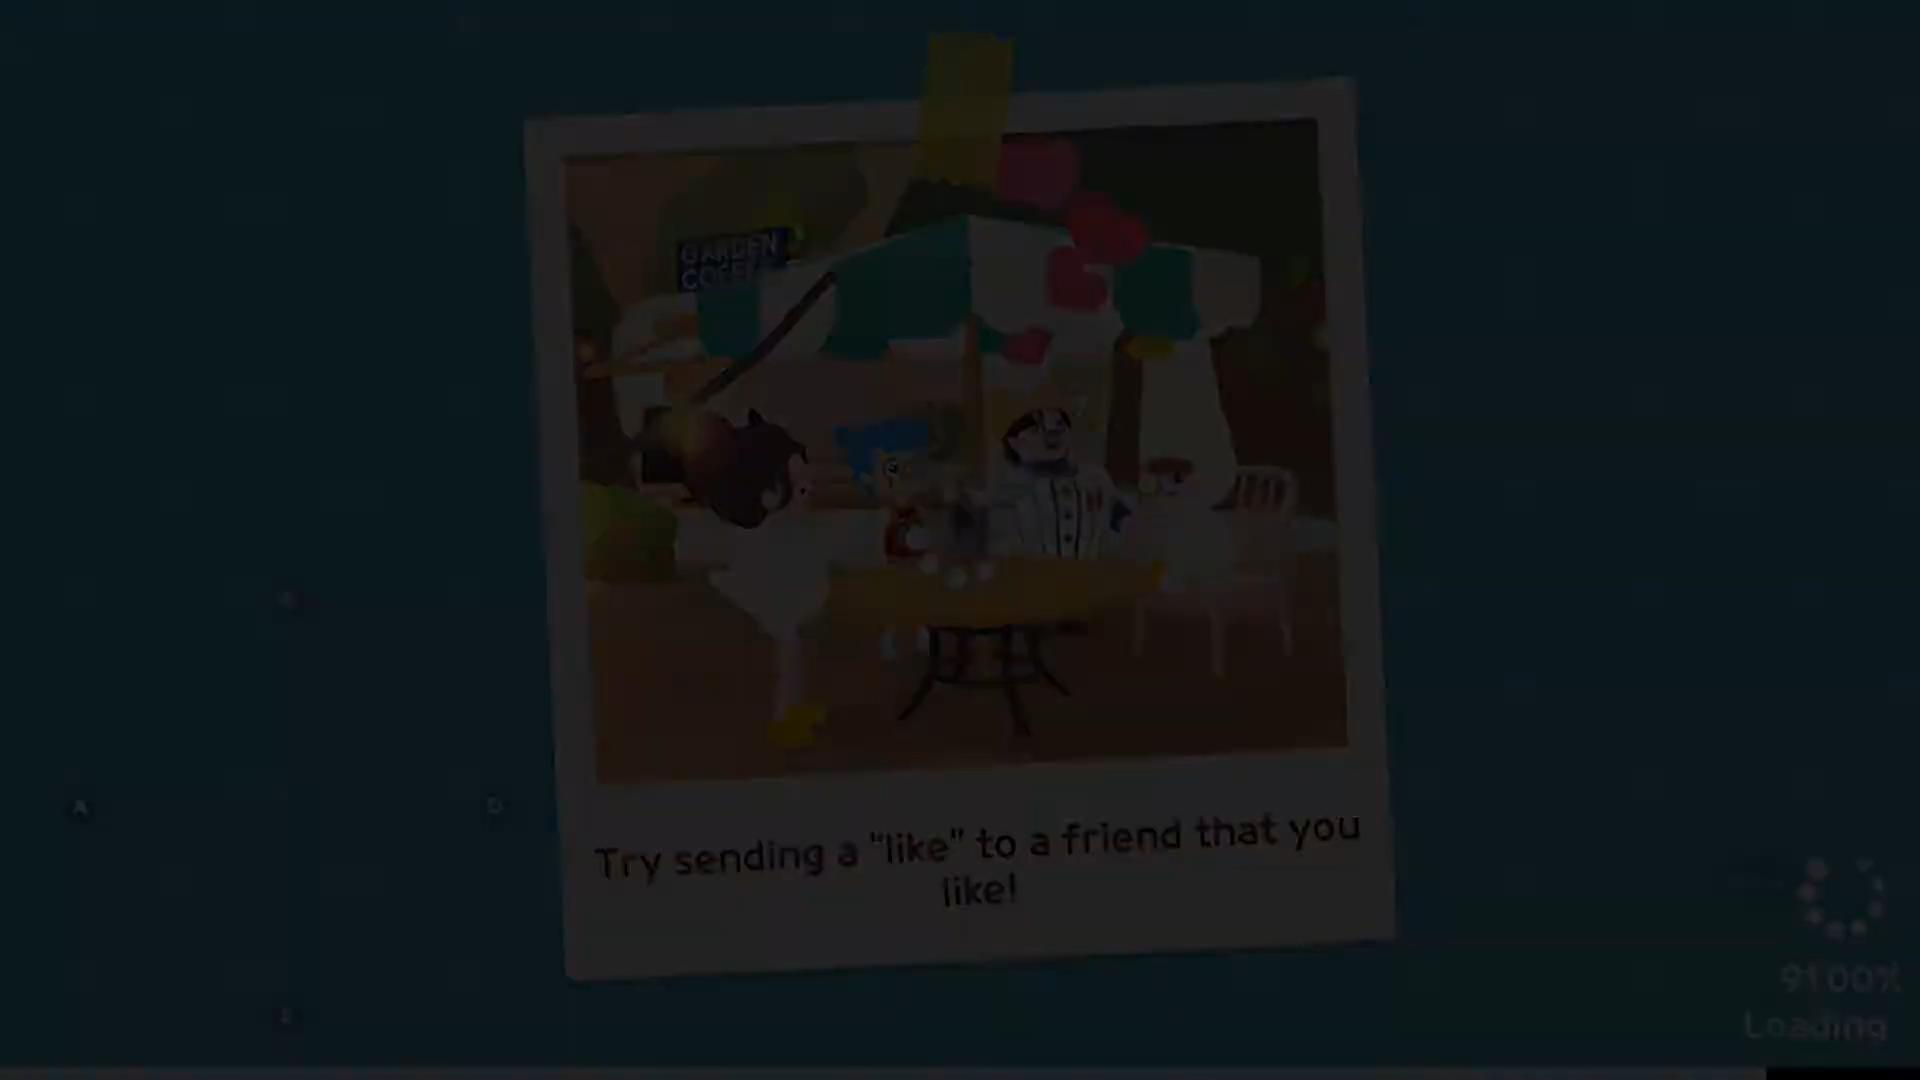 GARDEN
Try sending a "like" to a friend that you
like!
A
D
Loading